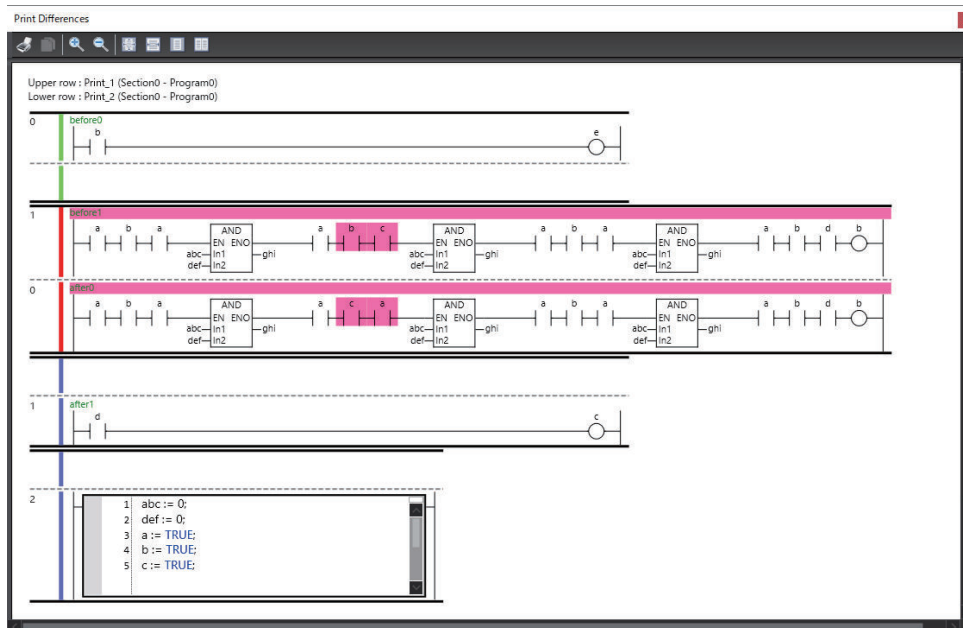 Print Differences
Upper row : Print_1 (Section0 - Program0)
Lower row : Print_2 (Section0 - Program0)
0 before0
b e
1 before1
a b a AND a b c AND a b a AND a b d b
EN ENO EN ENO EN ENO
abc In1 ghi abc In1 ghi abc In1 ghi
def In2 def In2 def In2
0 after0
a b a AND a c a AND a b a AND a b d b
EN ENO EN ENO EN ENO
abc In1 ghi abc In1 ghi abc In1 ghi
def In2 def In2 def In2
1 after1
d c
2
1 abc := 0;
2 def := 0;
3 a := TRUE;
4 b := TRUE;
5 c := TRUE;